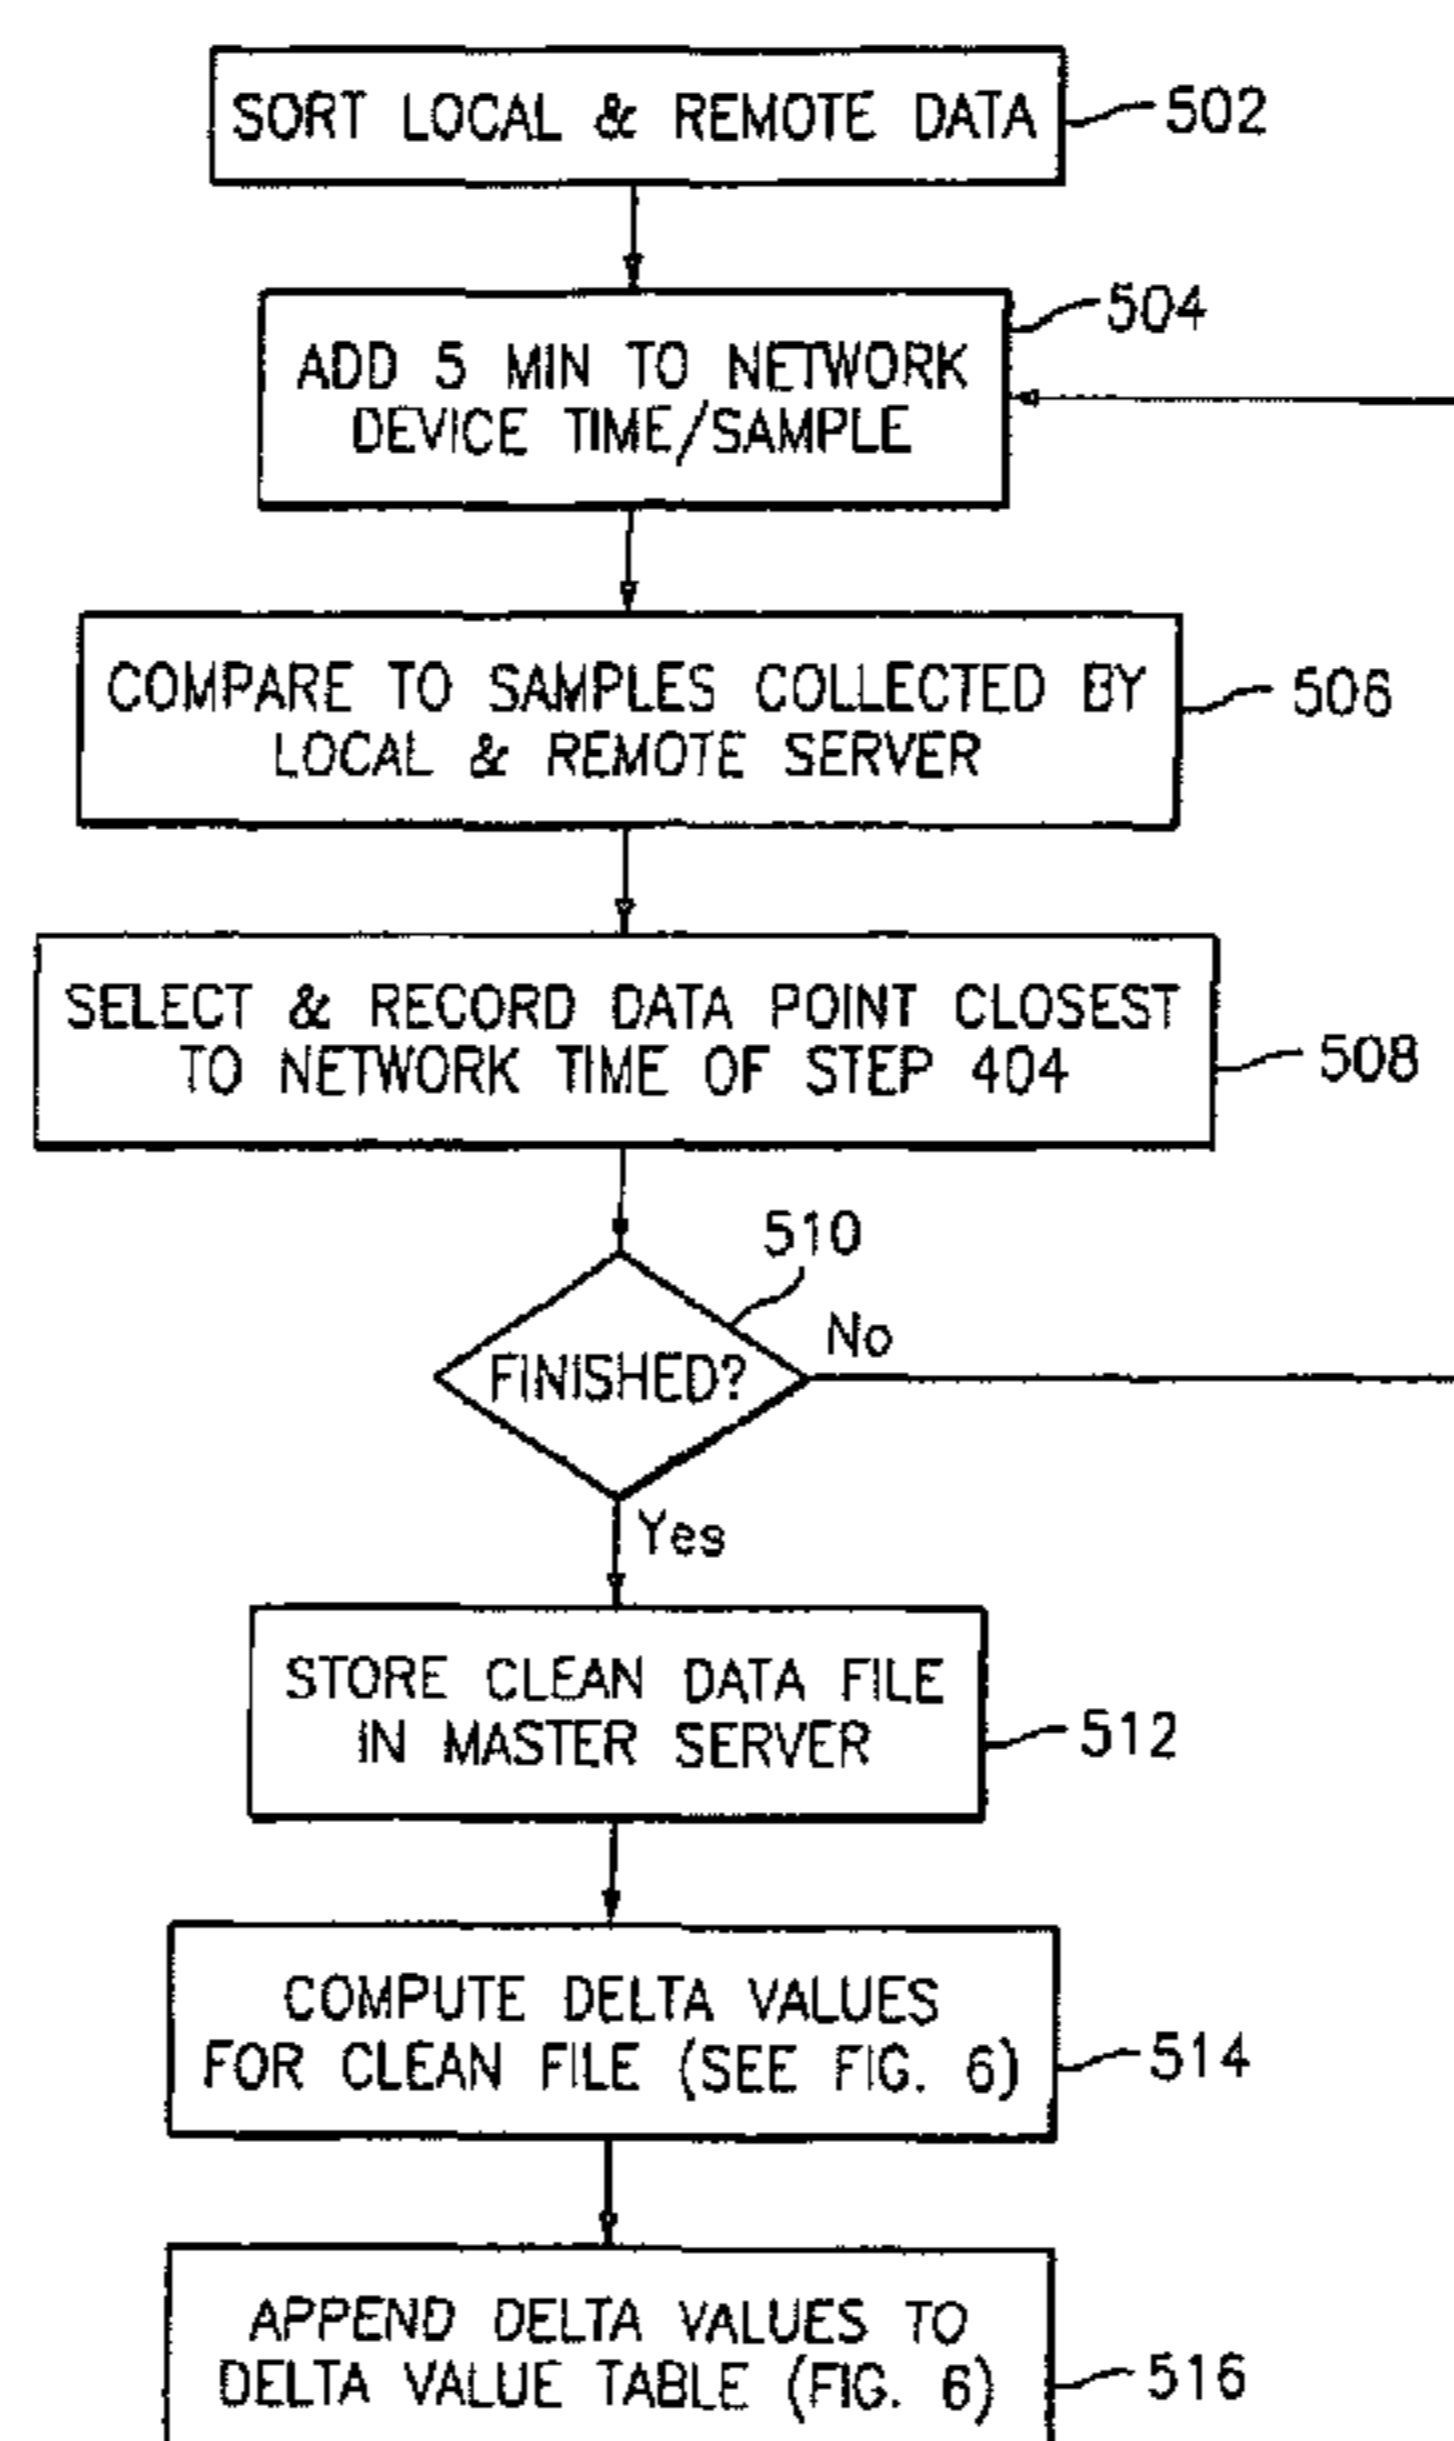 SORT LOCAL & REMOTE DATA
502
ADD 5 MIN TO NETWORK
DEVICE TIME/SAMPLE
504
COMPARE TO SAMPLES COLLECTED BY
LOCAL & REMOTE SERVER
506
SELECT & RECORD DATA POINT CLOSEST
TO NETWORK TIME OF STEP 404
508
510
FINISHED?
No
Yes
STORE CLEAN DATA FILE
IN MASTER SERVER
512
COMPUTE DELTA VALUES
FOR CLEAN FILE (SEE FIG. 6)
514
APPEND DELTA VALUES TO
DELTA VALUE TABLE (FIG. 6)
516